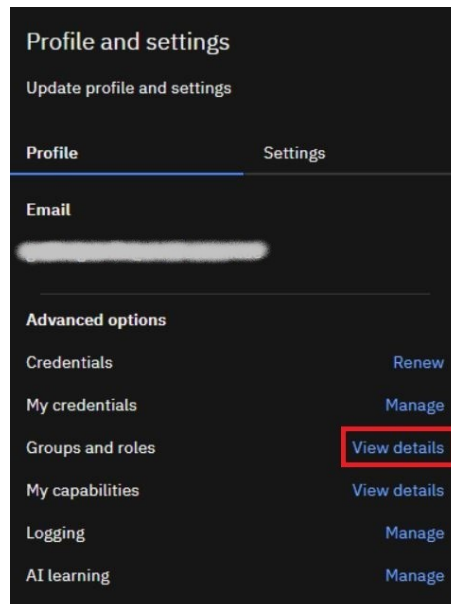 Profile and settings
Update profile and settings
Profile Settings
Email
Advanced options
Credentials Renew
My credentials Manage
Groups and roles View details
My capabilities View details
Logging Manage
AI learning Manage